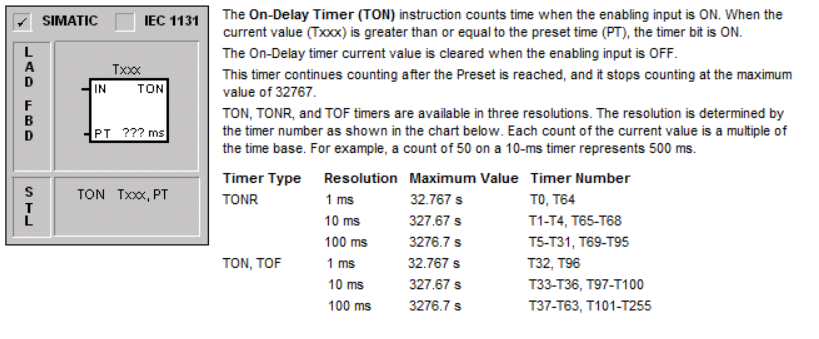 ✓ SIMATIC IEC 1131
L
A
D
F
B
D
Txxx
IN TON
PT ??? ms
S
T
L
TON Txxx, PT
The On-Delay Timer (TON) instruction counts time when the enabling input is ON. When the
current value (Txxx) is greater than or equal to the preset time (PT), the timer bit is ON.
The On-Delay timer current value is cleared when the enabling input is OFF.
This timer continues counting after the Preset is reached, and it stops counting at the maximum
value of 32767.
TON, TONR, and TOF timers are available in three resolutions. The resolution is determined by
the timer number as shown in the chart below. Each count of the current value is a multiple of
the time base. For example, a count of 50 on a 10-ms timer represents 500 ms.
Timer Type Resolution Maximum Value Timer Number
TONR 1 ms 32.767 s T0, T64
10 ms 327.67 s T1-T4, T65-T68
100 ms 3276.7 s T5-T31, T69-T95
TON, TOF 1 ms 32.767 s T32, T96
10 ms 327.67 s T33-T36, T97-T100
100 ms 3276.7 s T37-T63, T101-T255